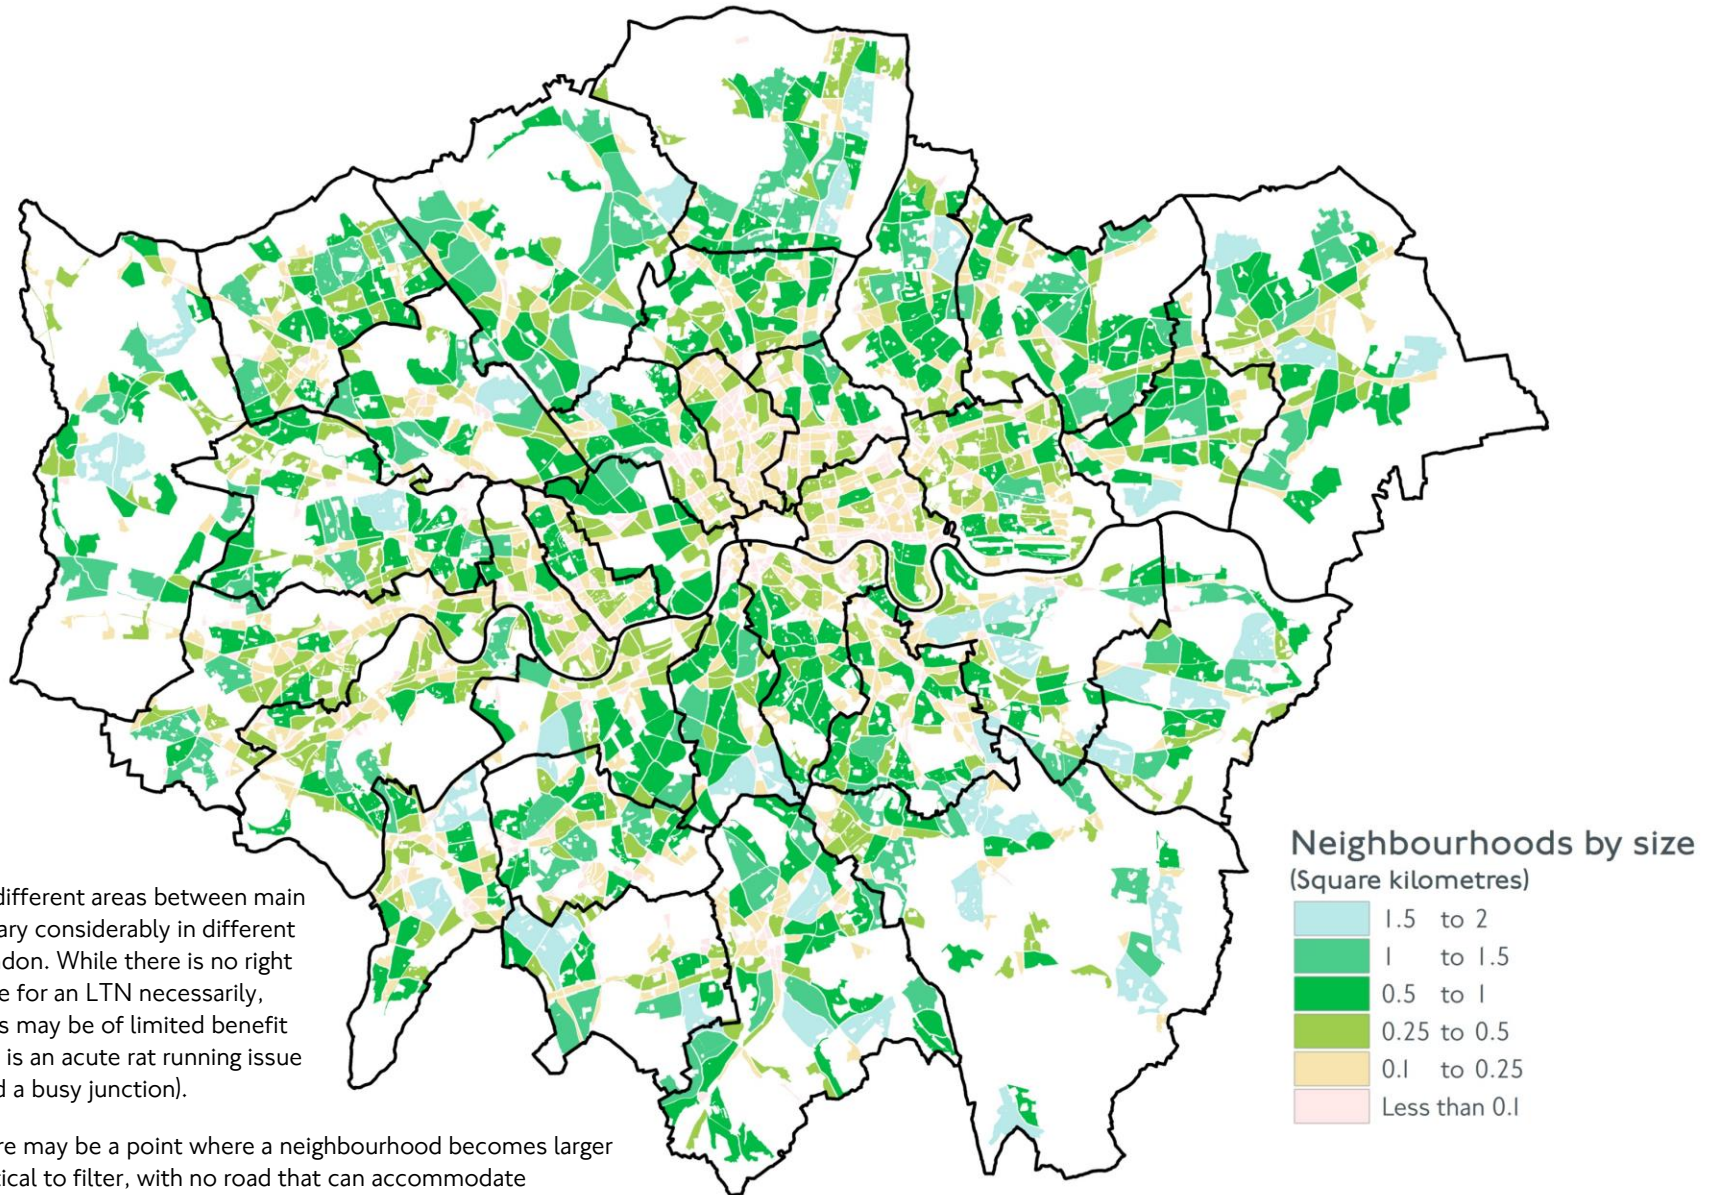 different areas between main
ary considerably in different
don. While there is no right
e for an LTN necessarily,
s may be of limited benefit
is an acute rat running issue
d a busy junction).
re may be a point where a neighbourhood becomes larger
tical to filter, with no road that can accommodate
Neighbourhoods by size
(Square kilometres)
1.5 to 2
1 to 1.5
0.5 to 1
0.25 to 0.5
0.1 to 0.25
Less than 0.1